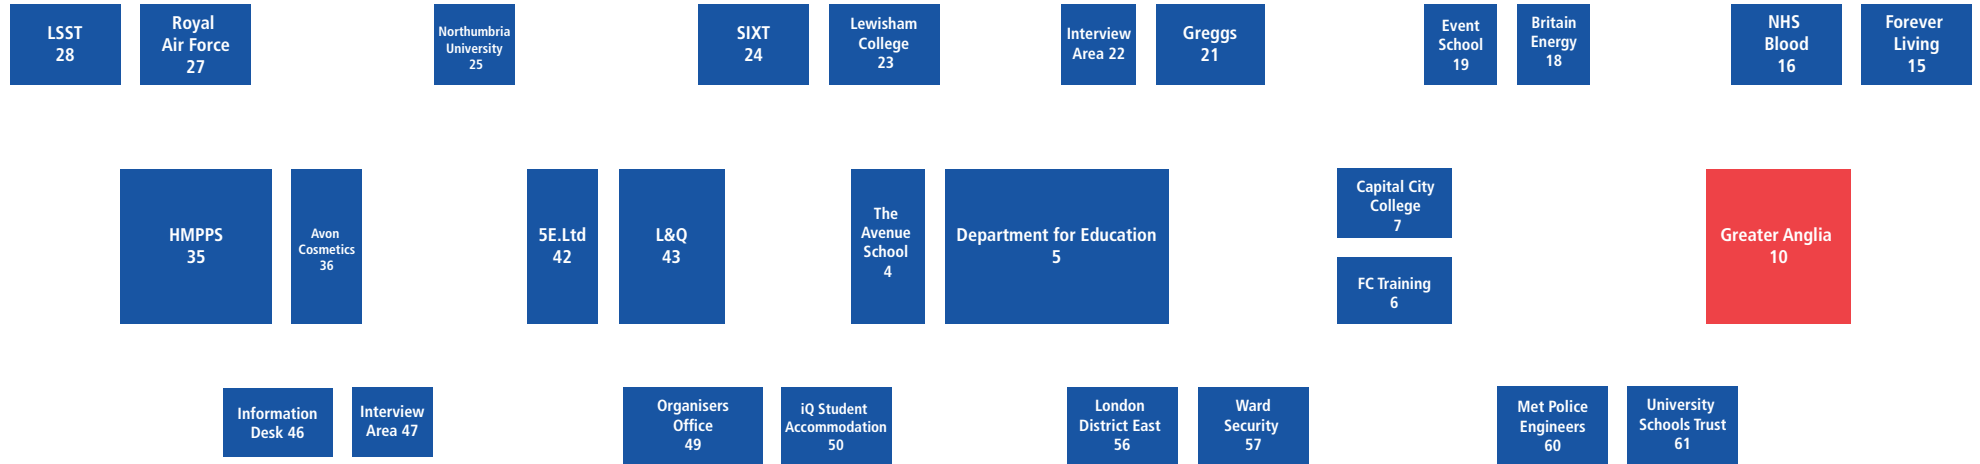 LSST
28
Royal
Air Force
27
Northumbria
University
25
SIXT
24
Lewisham
College
23
Interview
Area 22
Greggs
21
Event
School
19
Britain
Energy
18
NHS
Blood
16
Forever
Living
15
HMPPS
35
Avon
Cosmetics
36
5E.Ltd
42
L&Q
43
The
Avenue
School
4
Department for Education
5
Capital City
College
7
FC Training
6
Greater Anglia
10
Information
Desk 46
Interview
Area 47
Organisers
Office
49
iQ Student
Accommodation
50
London
District East
56
Ward
Security
57
Met Police
Engineers
60
University
Schools Trust
61